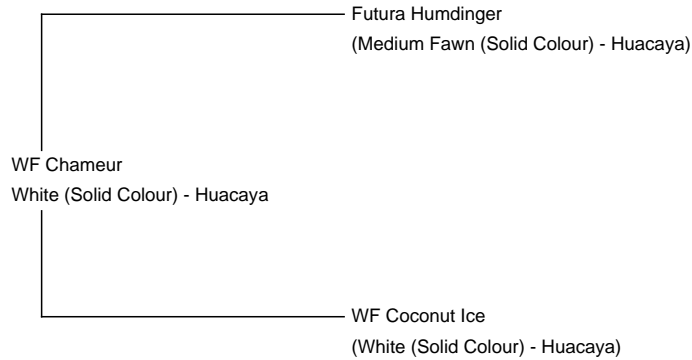 Futura Humdinger
(Medium Fawn (Solid Colour) - Huacaya)
WF Chameur
White (Solid Colour) - Huacaya
WF Coconut Ice
(White (Solid Colour) - Huacaya)